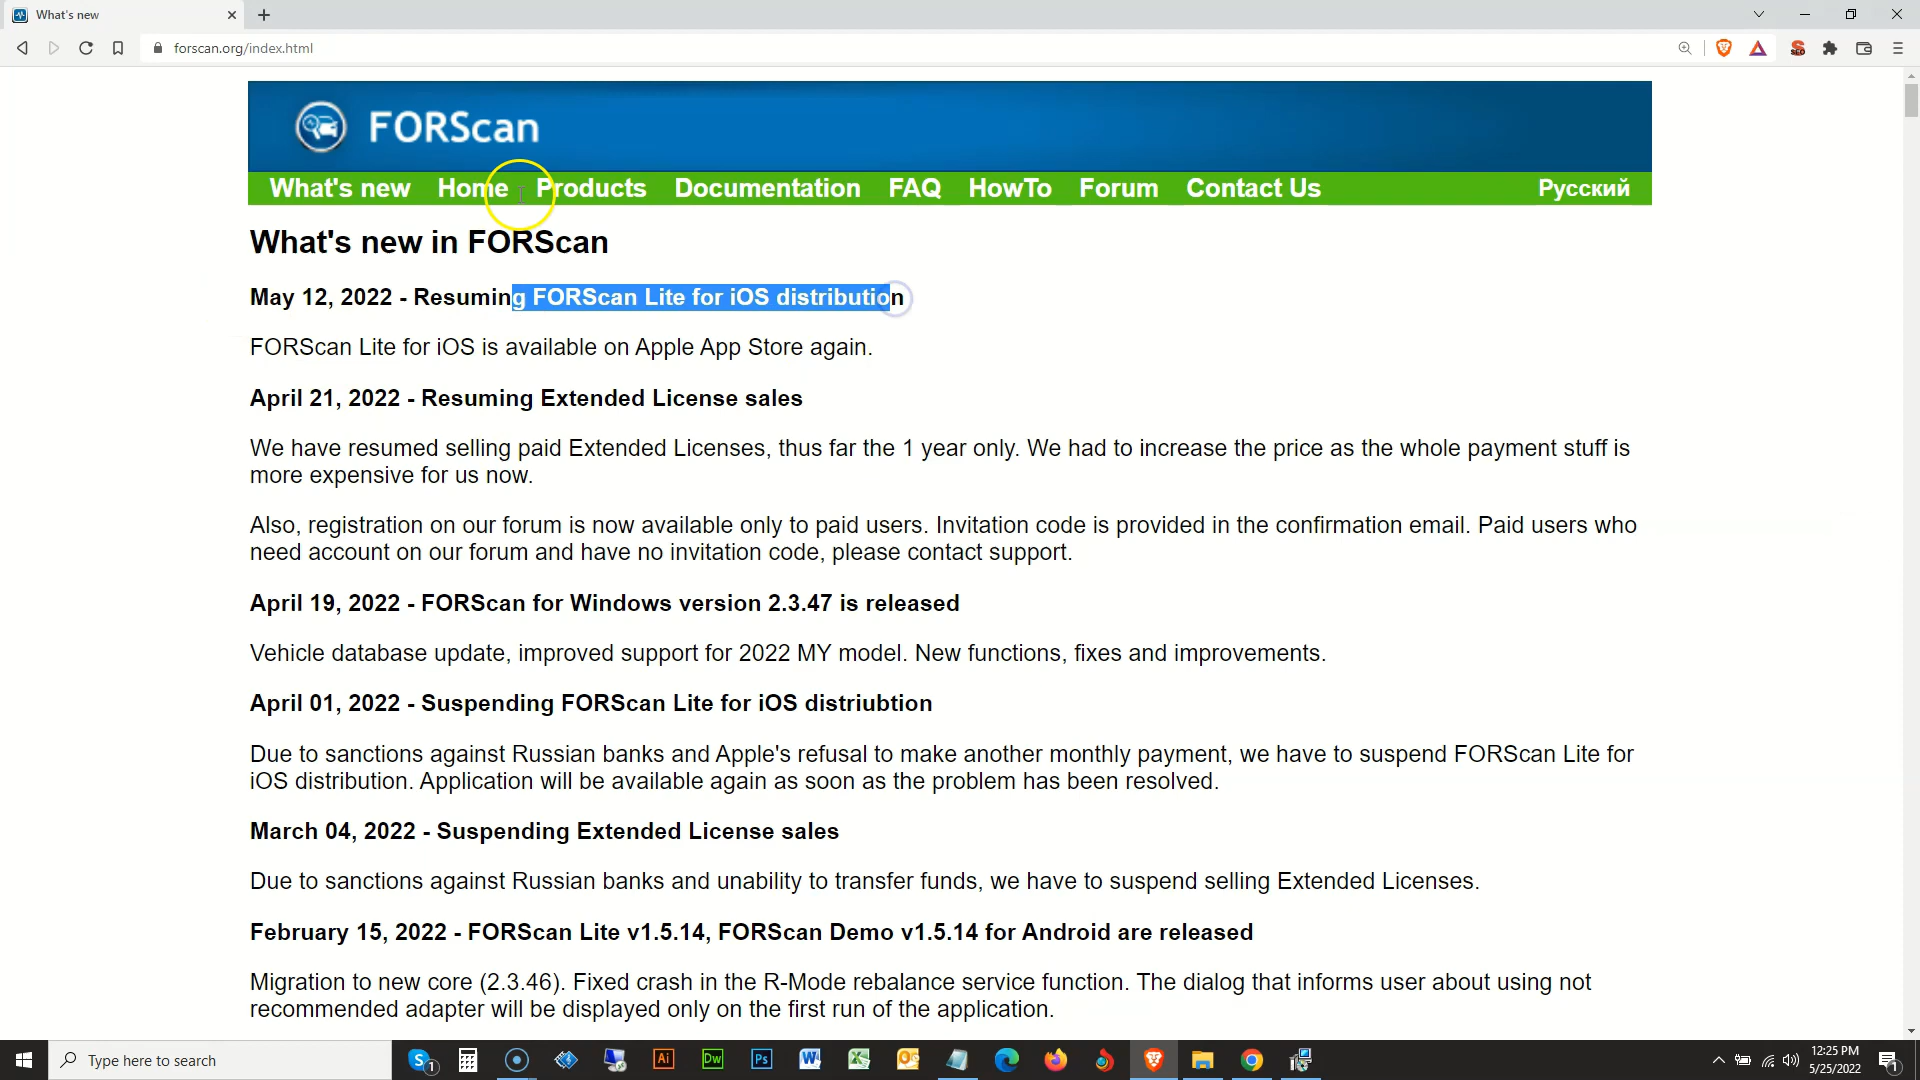 What's new
forscan.org/index.html
SEO
FORScan
What's new Home Products Documentation FAQ HowTo Forum Contact Us Русский
What's new in FORScan
May 12, 2022 - Resuming FORScan Lite for iOS distribution
FORScan Lite for iOS is available on Apple App Store again.
April 21, 2022 - Resuming Extended License sales
We have resumed selling paid Extended Licenses, thus far the 1 year only. We had to increase the price as the whole payment stuff is
more expensive for us now.
Also, registration on our forum is now available only to paid users. Invitation code is provided in the confirmation email. Paid users who
need account on our forum and have no invitation code, please contact support.
April 19, 2022 - FORScan for Windows version 2.3.47 is released
Vehicle database update, improved support for 2022 MY model. New functions, fixes and improvements.
April 01, 2022 - Suspending FORScan Lite for iOS distriubtion
Due to sanctions against Russian banks and Apple's refusal to make another monthly payment, we have to suspend FORScan Lite for
iOS distribution. Application will be available again as soon as the problem has been resolved.
March 04, 2022 - Suspending Extended License sales
Due to sanctions against Russian banks and unability to transfer funds, we have to suspend selling Extended Licenses.
February 15, 2022 - FORScan Lite v1.5.14, FORScan Demo v1.5.14 for Android are released
Migration to new core (2.3.46). Fixed crash in the R-Mode rebalance service function. The dialog that informs user about using not
recommended adapter will be displayed only on the first run of the application.
Type here to search
S 1 Ai Dw Ps W X O
12:25 PM
5/25/2022
1